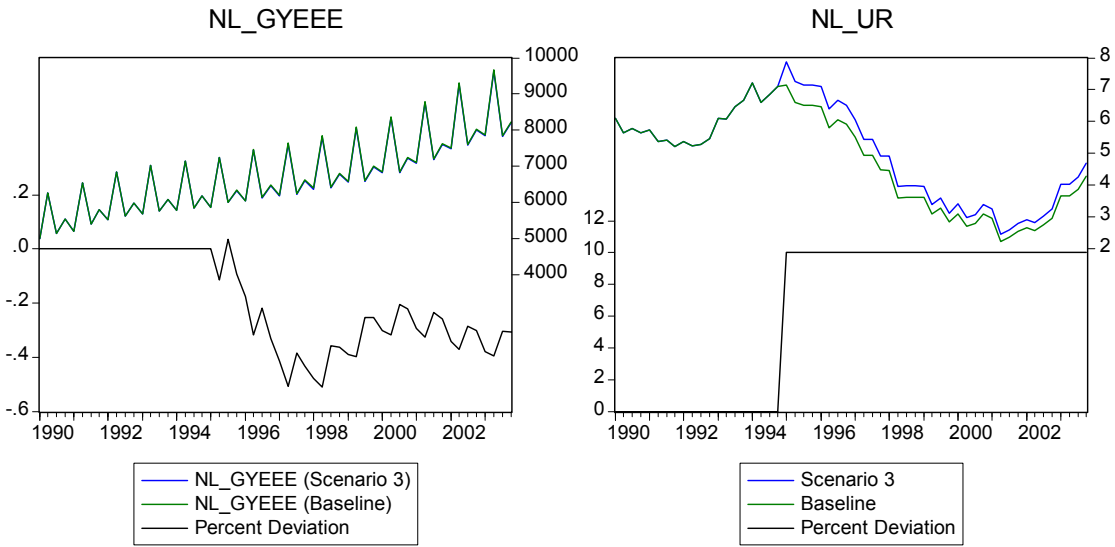 NL_GYEEE
10000
9000
8000
7000
6000
5000
4000
.2
.0
-.2
-.4
-.6
1990 1992 1994 1996 1998 2000 2002
NL_GYEEE (Scenario 3)
NL_GYEEE (Baseline)
Percent Deviation
NL_UR
8
7
6
5
4
3
2
12
10
8
6
4
2
0
1990 1992 1994 1996 1998 2000 2002
Scenario 3
Baseline
Percent Deviation